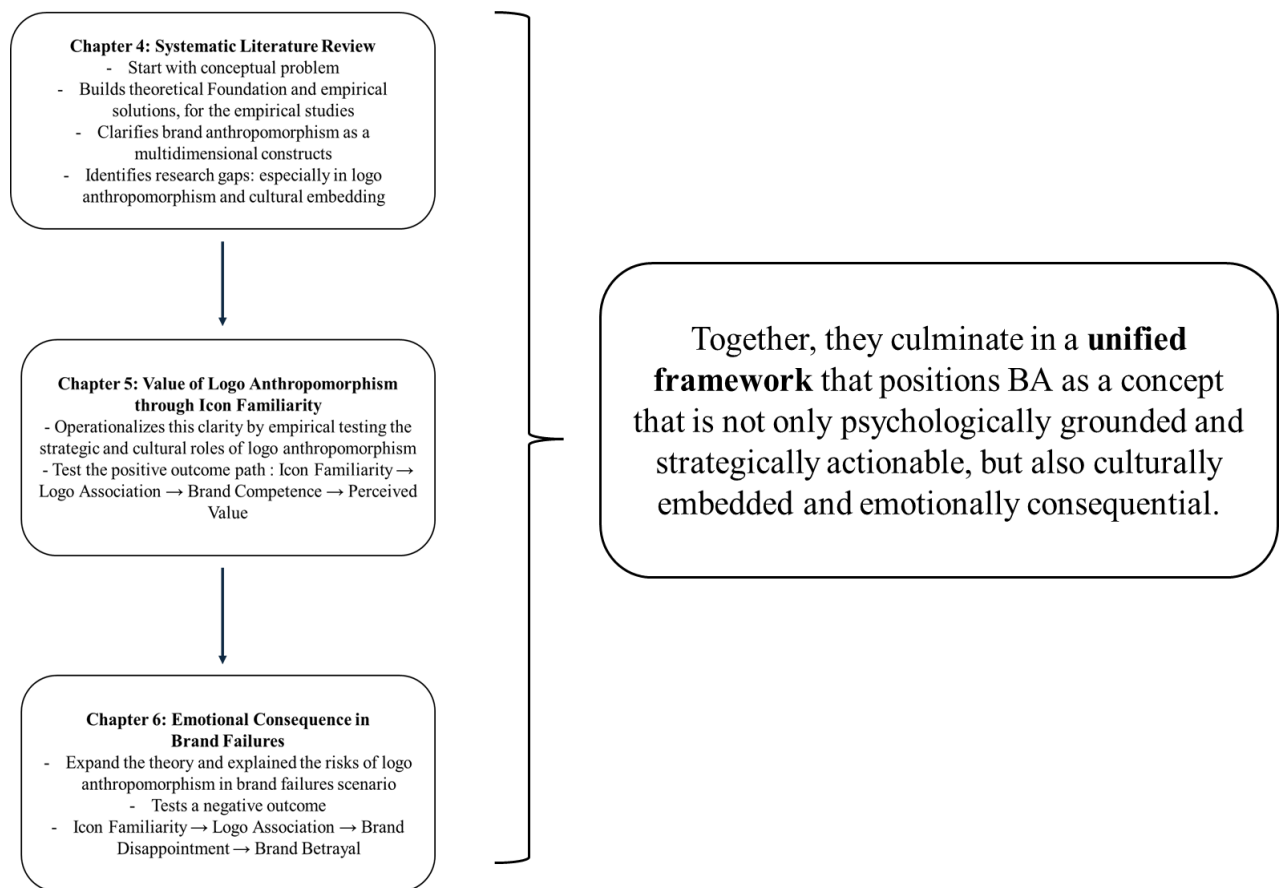 Chapter 4: Systematic Literature Review
- Start with conceptual problem
- Builds theoretical Foundation and empirical
solutions, for the empirical studies
- Clarifies brand anthropomorphism as a
multidimensional constructs
- Identifies research gaps: especially in logo
anthropomorphism and cultural embedding
Chapter 5: Value of Logo Anthropomorphism
through Icon Familiarity
- Operationalizes this clarity by empirical testing the
strategic and cultural roles of logo anthropomorphism
- Test the positive outcome path : Icon Familiarity →
Logo Association → Brand Competence → Perceived
Value
Chapter 6: Emotional Consequence in
Brand Failures
- Expand the theory and explained the risks of logo
anthropomorphism in brand failures scenario
- Tests a negative outcome
- Icon Familiarity → Logo Association → Brand
Disappointment → Brand Betrayal
Together, they culminate in a unified
framework that positions BA as a concept
that is not only psychologically grounded and
strategically actionable, but also culturally
embedded and emotionally consequential.